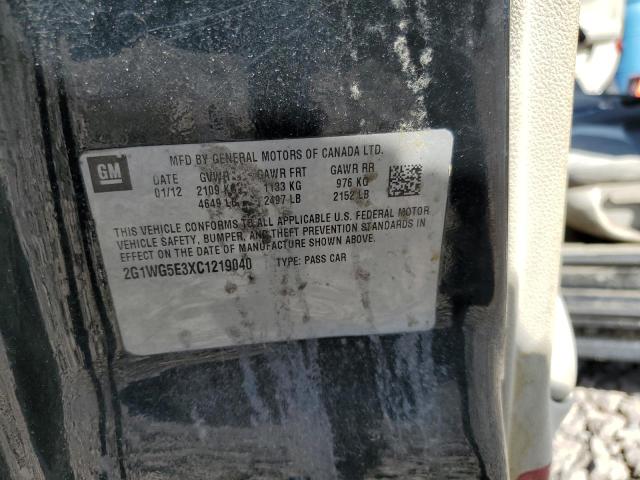 GM
MFD BY GENERAL MOTORS OF CANADA LTD.
DATE GVWR GAWR FRT GAWR RR
01/12 2109 KG 1133 KG 976 KG
4649 LB 2497 LB 2152 LB
THIS VEHICLE CONFORMS TO ALL APPLICABLE U.S. FEDERAL MOTOR
VEHICLE SAFETY, BUMPER, AND THEFT PREVENTION STANDARDS IN
EFFECT ON THE DATE OF MANUFACTURE SHOWN ABOVE.
2G1WG5E3XC1219040 TYPE: PASS CAR